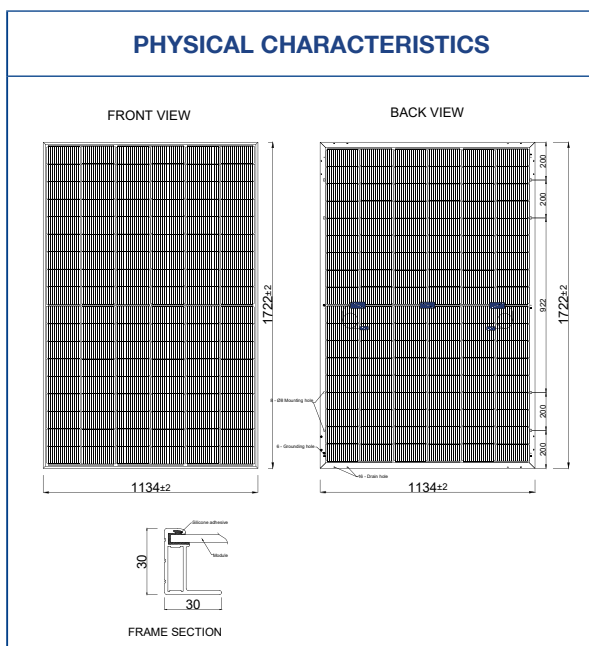 PHYSICAL CHARACTERISTICS
FRONT VIEW
BACK VIEW
1722±2
1134±2
200
200
922
200
200
1722±2
8 - Ø9 Mounting hole
6 - Grounding hole
16 - Drain hole
1134±2
Silicone adhesive
Module
30
30
FRAME SECTION